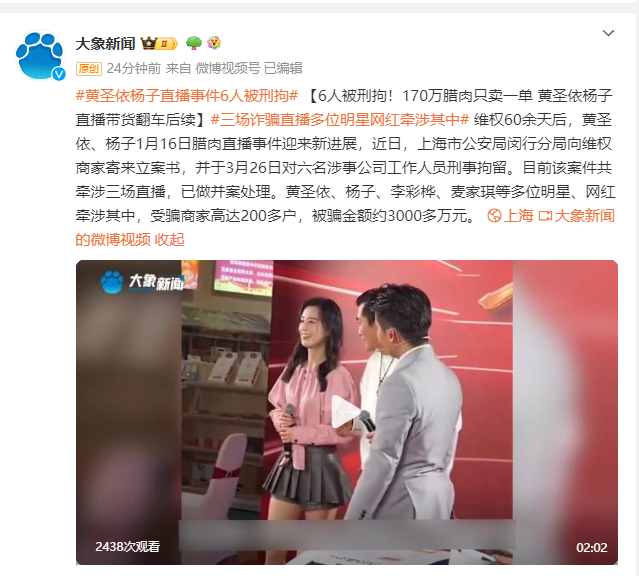 大象新闻 II
原创 24分钟前 来自 微博视频号 已编辑
#黄圣依杨子直播事件6人被刑拘# 【6人被刑拘！170万腊肉只卖一单 黄圣依杨子
直播带货翻车后续】#三场诈骗直播多位明星网红牵涉其中# 维权60余天后，黄圣
依、杨子1月16日腊肉直播事件迎来新进展，近日，上海市公安局闵行分局向维权
商家寄来立案书，并于3月26日对六名涉事公司工作人员刑事拘留。目前该案件共
牵涉三场直播，已做并案处理。黄圣依、杨子、李彩桦、麦家琪等多位明星、网红
牵涉其中，受骗商家高达200多户，被骗金额约3000多万元。 上海 大象新闻
的微博视频 收起
大象新闻
2438次观看
02:02